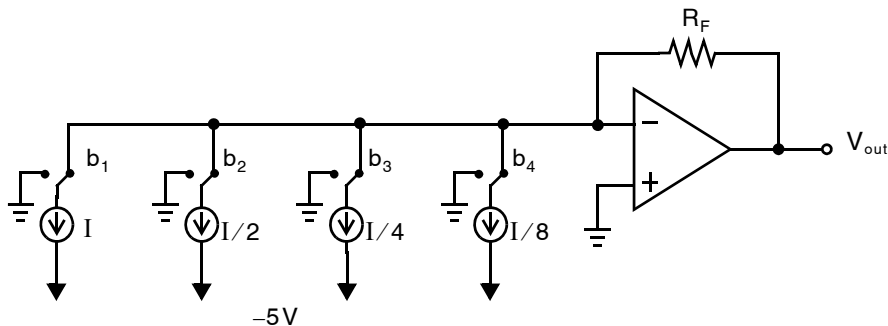 R_F
b_1
b_2
b_3
b_4
−
+
V_out
I
I/2
I/4
I/8
−5V